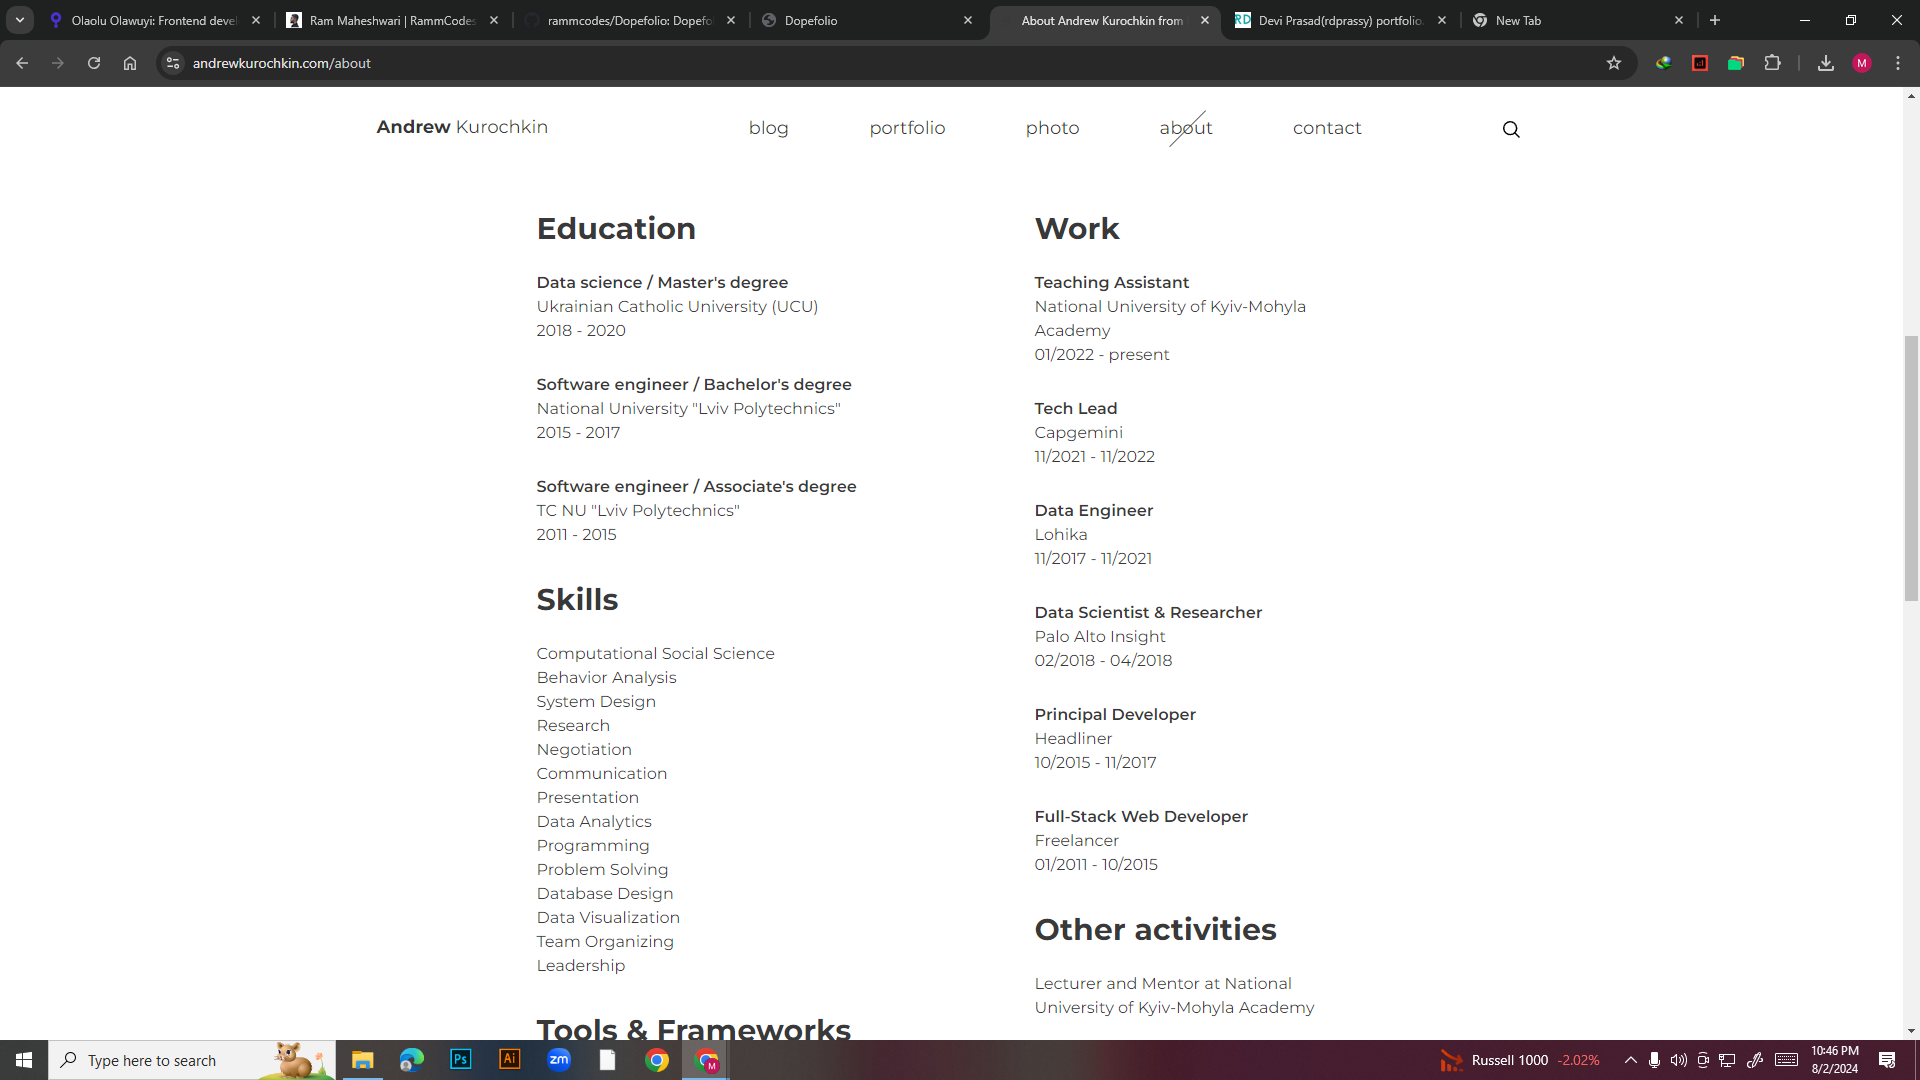 Olaolu Olawuyi: Frontend devel
Ram Maheshwari | RammCodes
rammcodes/Dopefolio: Dopefol
Dopefolio
About Andrew Kurochkin from
RD
Devi Prasad(rdprassy) portfolio.
New Tab
andrewkurochkin.com/about
M
Andrew Kurochkin
blog
portfolio
photo
about
contact
Education
Data science / Master's degree
Ukrainian Catholic University (UCU)
2018 - 2020
Software engineer / Bachelor's degree
National University "Lviv Polytechnics"
2015 - 2017
Software engineer / Associate's degree
TC NU "Lviv Polytechnics"
2011 - 2015
Skills
Computational Social Science
Behavior Analysis
System Design
Research
Negotiation
Communication
Presentation
Data Analytics
Programming
Problem Solving
Database Design
Data Visualization
Team Organizing
Leadership
Tools & Frameworks
Work
Teaching Assistant
National University of Kyiv-Mohyla
Academy
01/2022 - present
Tech Lead
Capgemini
11/2021 - 11/2022
Data Engineer
Lohika
11/2017 - 11/2021
Data Scientist & Researcher
Palo Alto Insight
02/2018 - 04/2018
Principal Developer
Headliner
10/2015 - 11/2017
Full-Stack Web Developer
Freelancer
01/2011 - 10/2015
Other activities
Lecturer and Mentor at National
University of Kyiv-Mohyla Academy
Type here to search
Ps
Ai
zm
M
Russell 1000 -2.02%
10:46 PM
8/2/2024